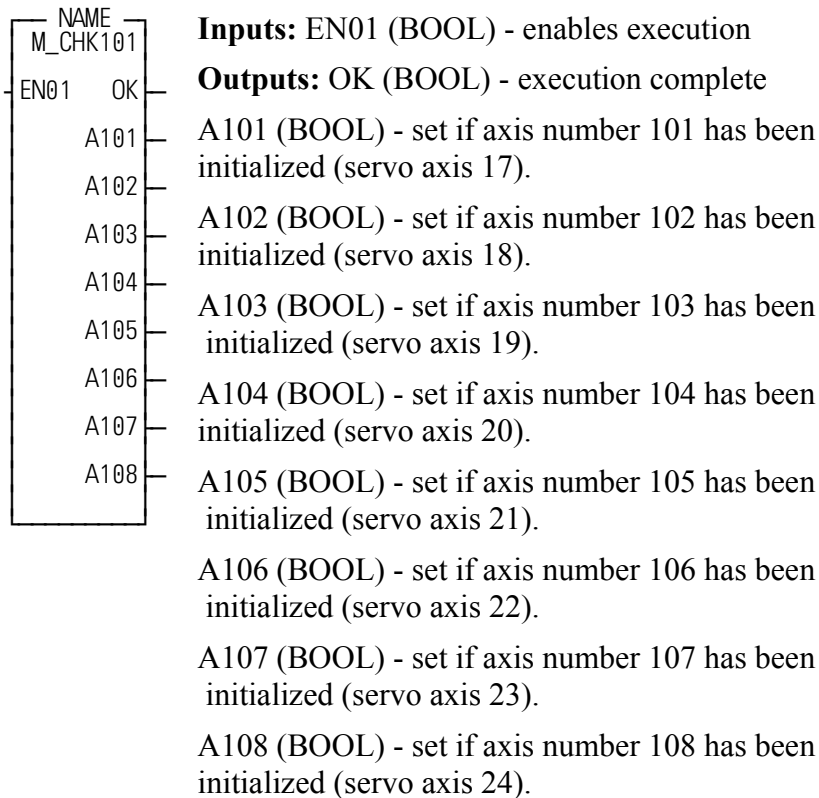 NAME
M_CHK101
EN01 OK
A101
A102
A103
A104
A105
A106
A107
A108
Inputs: EN01 (BOOL) - enables execution
Outputs: OK (BOOL) - execution complete
A101 (BOOL) - set if axis number 101 has been
initialized (servo axis 17).
A102 (BOOL) - set if axis number 102 has been
initialized (servo axis 18).
A103 (BOOL) - set if axis number 103 has been
initialized (servo axis 19).
A104 (BOOL) - set if axis number 104 has been
initialized (servo axis 20).
A105 (BOOL) - set if axis number 105 has been
initialized (servo axis 21).
A106 (BOOL) - set if axis number 106 has been
initialized (servo axis 22).
A107 (BOOL) - set if axis number 107 has been
initialized (servo axis 23).
A108 (BOOL) - set if axis number 108 has been
initialized (servo axis 24).